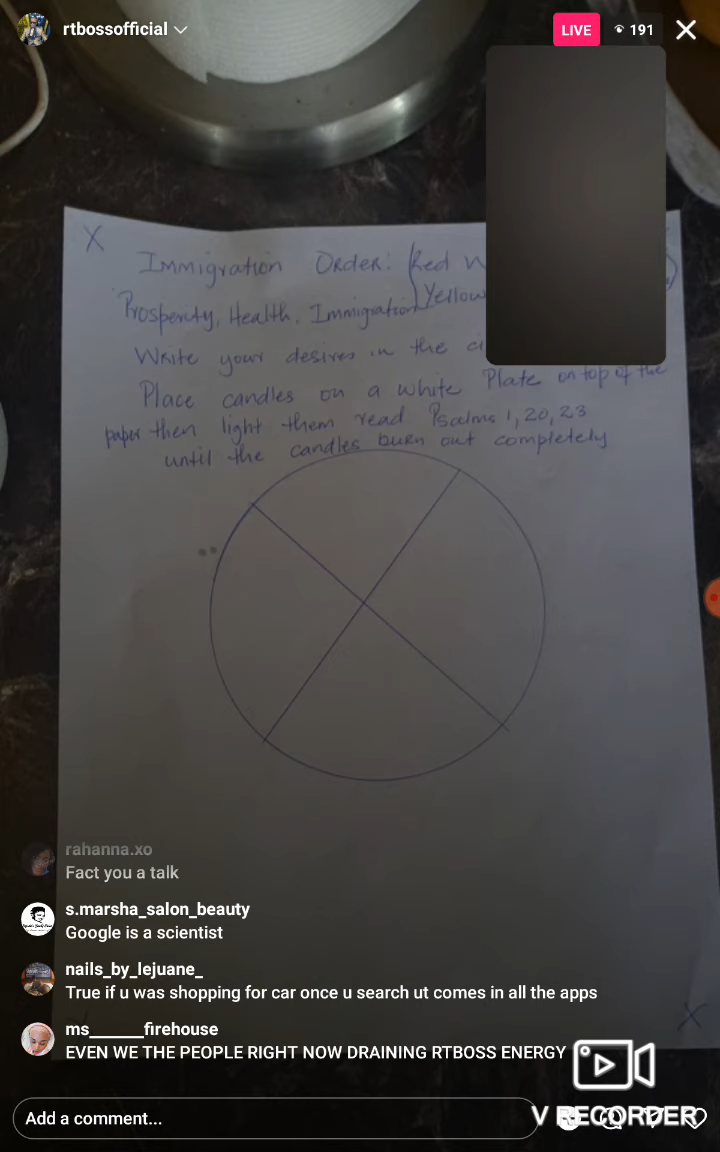 rtbossofficial
LIVE
191
X
Immigration Order: (Red
Prosperity, Health, Immigration Yellow
Write your desires in the
Place candles on a white Plate on top of the
paper then light them read Psalms 1, 20, 23
until the candles burn out completely
X
rahanna.xo
Fact you a talk
s.marsha_salon_beauty
Google is a scientist
nails_by_lejuane_
True if u was shopping for car once u search ut comes in all the apps
ms______firehouse
EVEN WE THE PEOPLE RIGHT NOW DRAINING RTBOSS ENERGY
Add a comment...
V RECORDER